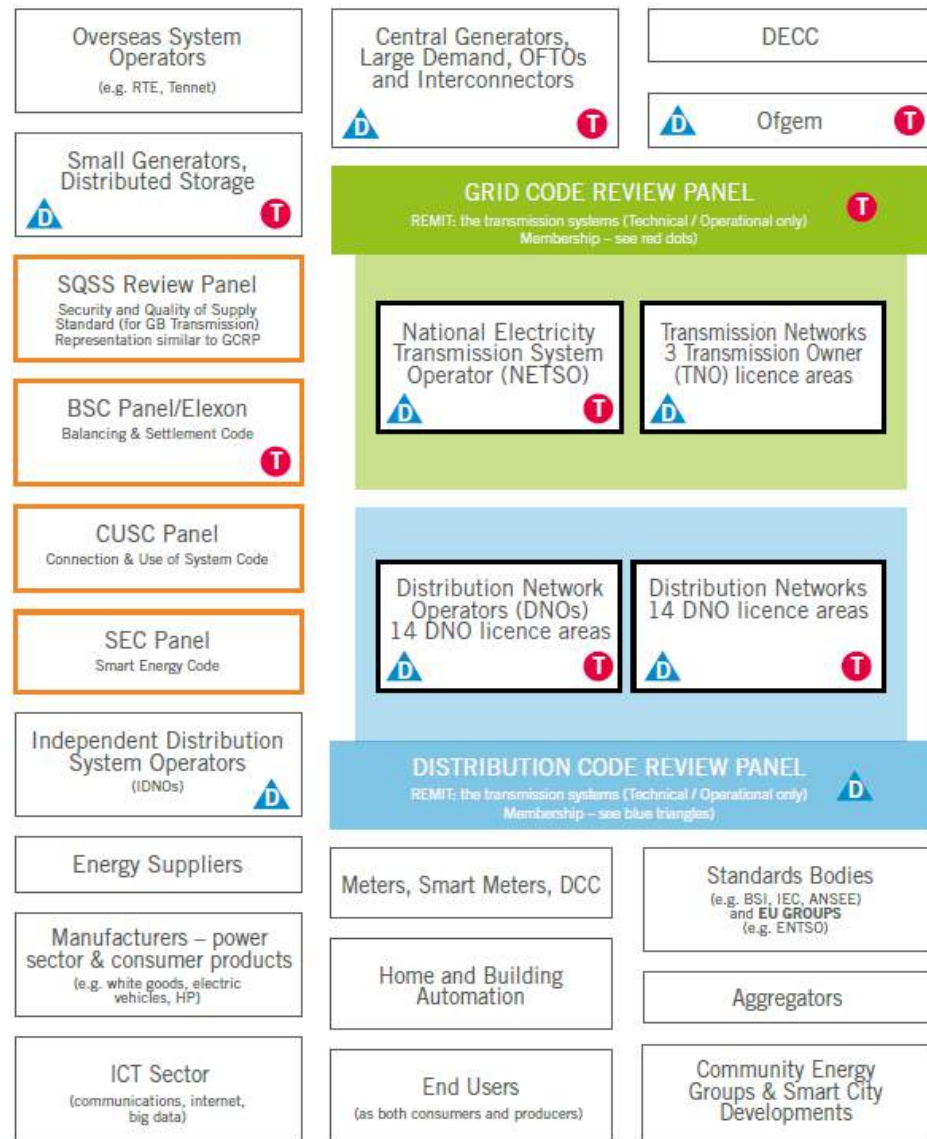 Overseas System
Operators
(e.g. RTE, Tennet)
Central Generators,
Large Demand, OFTOs
and Interconnectors
D
T
DECC
D
Ofgem
T
Small Generators,
Distributed Storage
D
T
GRID CODE REVIEW PANEL
REMIT: the transmission systems (Technical / Operational only)
Membership – see red dots)
T
SQSS Review Panel
Security and Quality of Supply
Standard (for GB Transmission)
Representation similar to GCRP
National Electricity
Transmission System
Operator (NETSO)
D
T
Transmission Networks
3 Transmission Owner
(TNO) licence areas
D
BSC Panel/Elexon
Balancing & Settlement Code
T
CUSC Panel
Connection & Use of System Code
SEC Panel
Smart Energy Code
Distribution Network
Operators (DNOs)
14 DNO licence areas
D
T
Distribution Networks
14 DNO licence areas
D
T
Independent Distribution
System Operators
(IDNOs)
D
DISTRIBUTION CODE REVIEW PANEL
REMIT: the transmission systems (Technical / Operational only)
Membership – see blue triangles)
D
Energy Suppliers
Meters, Smart Meters, DCC
Standards Bodies
(e.g. BSI, IEC, ANSEE)
and EU GROUPS
(e.g. ENTSO)
Manufacturers – power
sector & consumer products
(e.g. white goods, electric
vehicles, HP)
Home and Building
Automation
Aggregators
ICT Sector
(communications, internet,
big data)
End Users
(as both consumers and producers)
Community Energy
Groups & Smart City
Developments